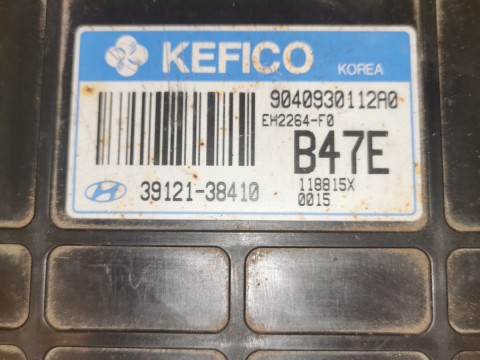 KEFICO
KOREA
9040930112A0
EH2264-F0
B47E
39121-38410
118815X
0015